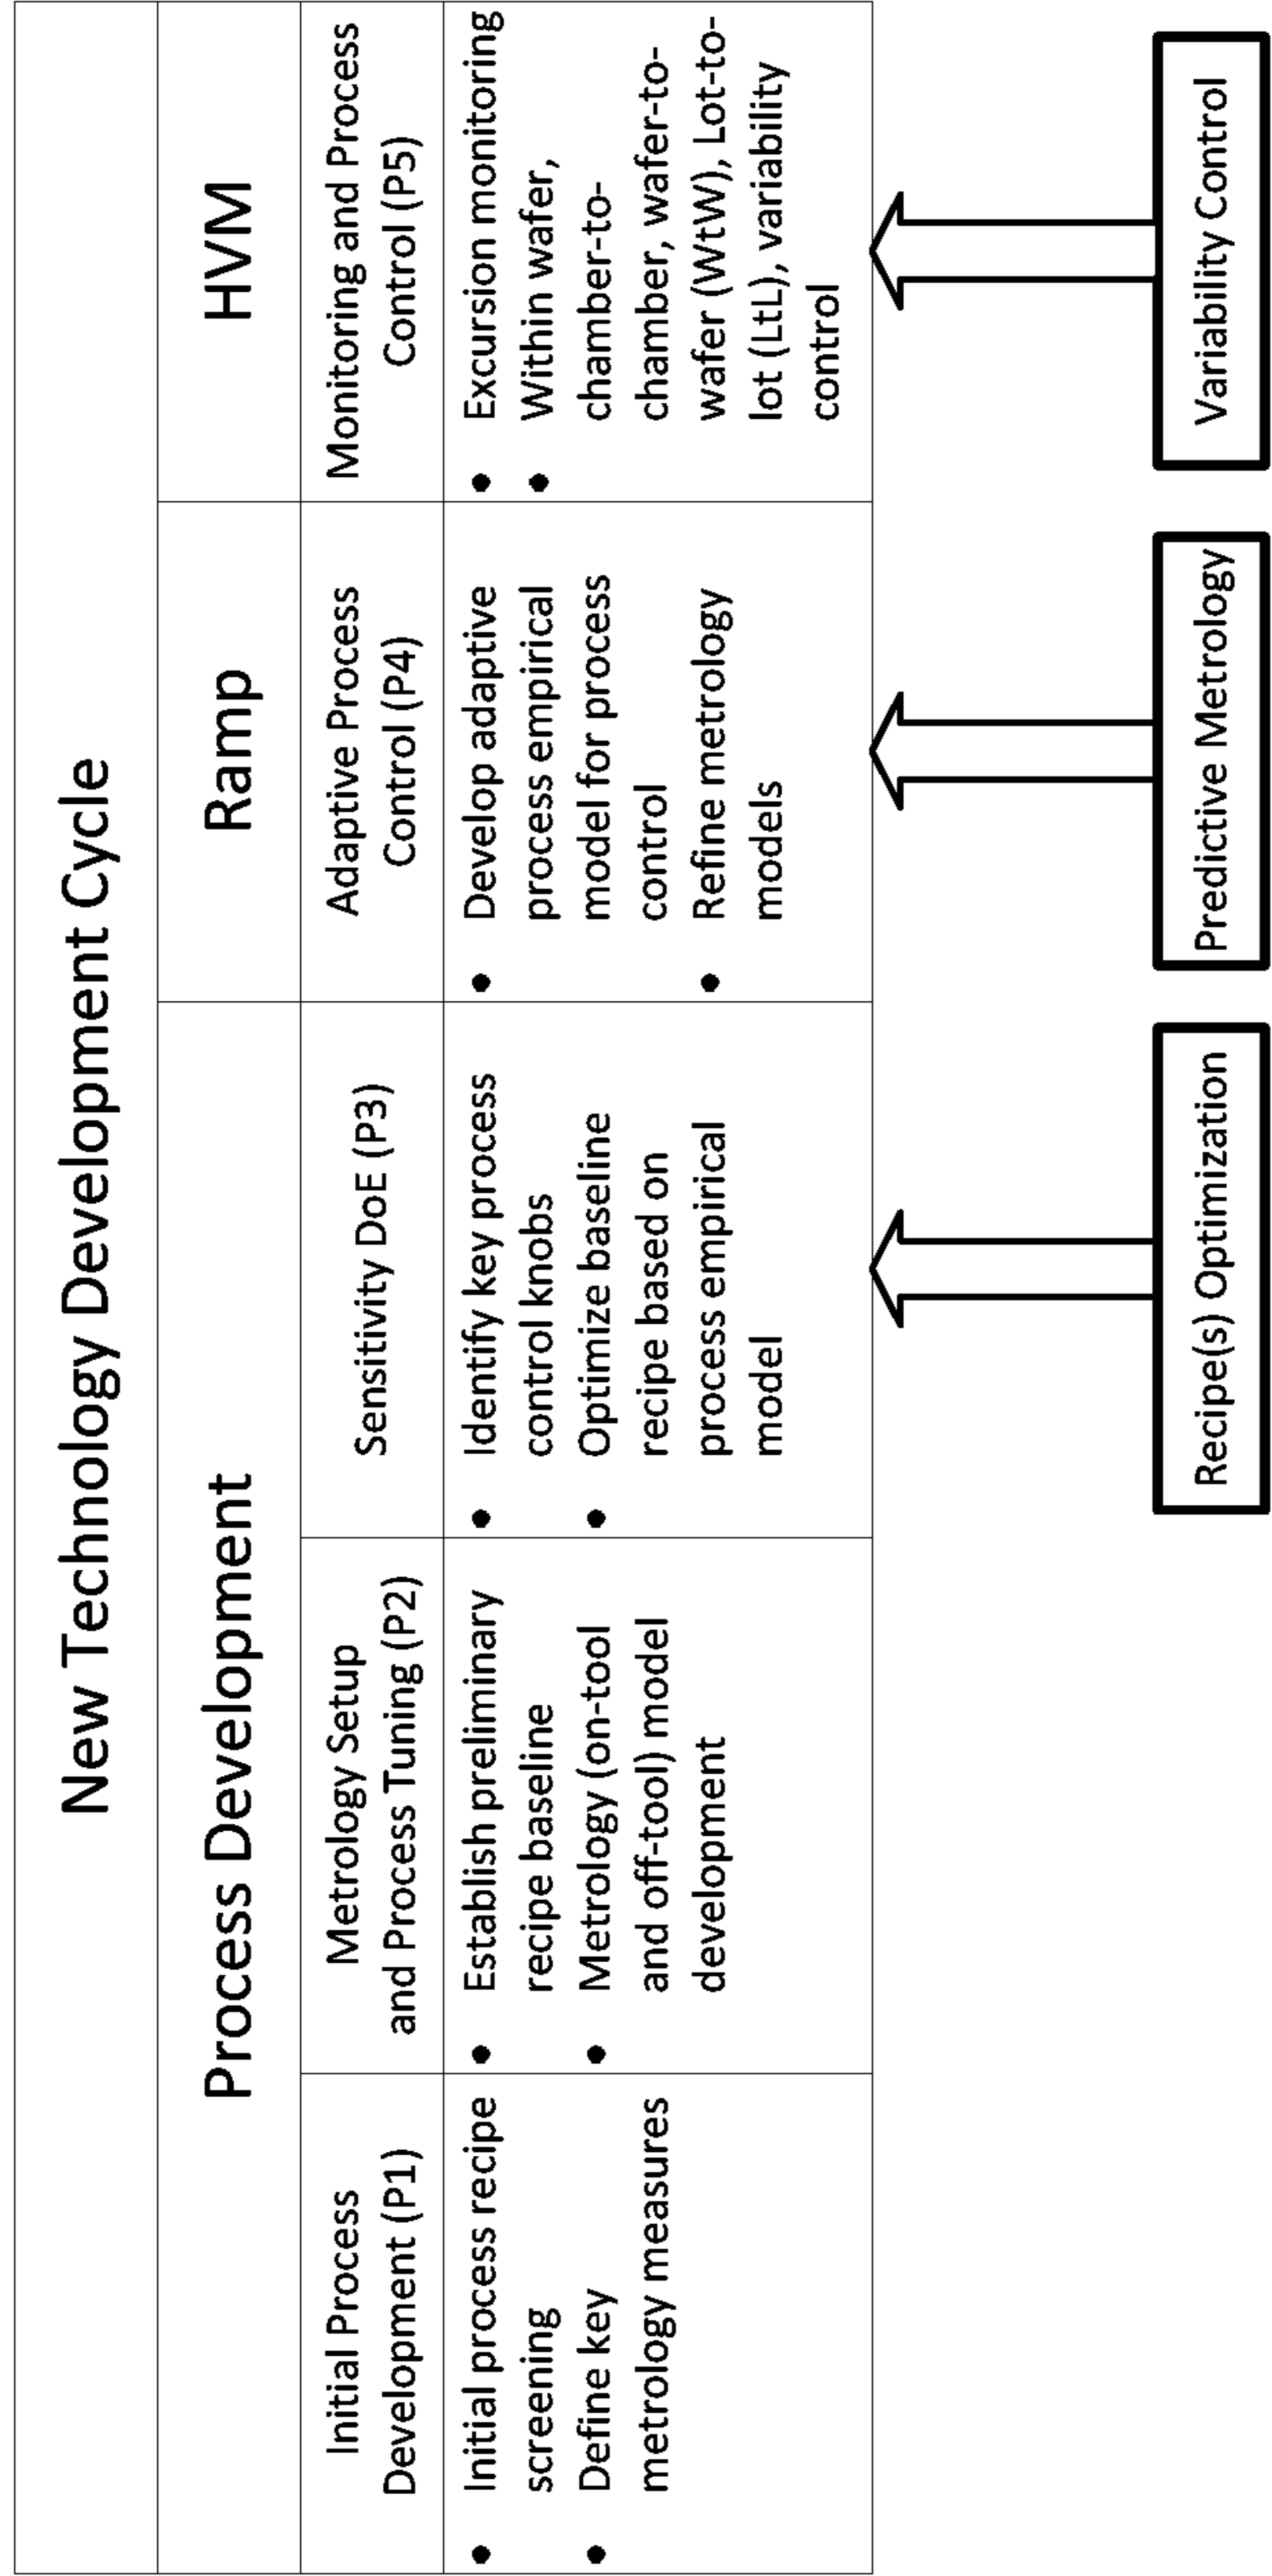 New Technology Development Cycle
Process Development
Ramp
HVM
Initial Process
Development (P1)
Metrology Setup
and Process Tuning (P2)
Sensitivity DoE (P3)
Adaptive Process
Control (P4)
Monitoring and Process
Control (P5)
• Initial process recipe
screening
• Define key
metrology measures
• Establish preliminary
recipe baseline
• Metrology (on-tool
and off-tool) model
development
• Identify key process
control knobs
• Optimize baseline
recipe based on
process empirical
model
• Develop adaptive
process empirical
model for process
control
• Refine metrology
models
• Excursion monitoring
• Within wafer,
chamber-to-
chamber, wafer-to-
wafer (WtW), Lot-to-
lot (LtL), variability
control
Recipe(s) Optimization
Predictive Metrology
Variability Control